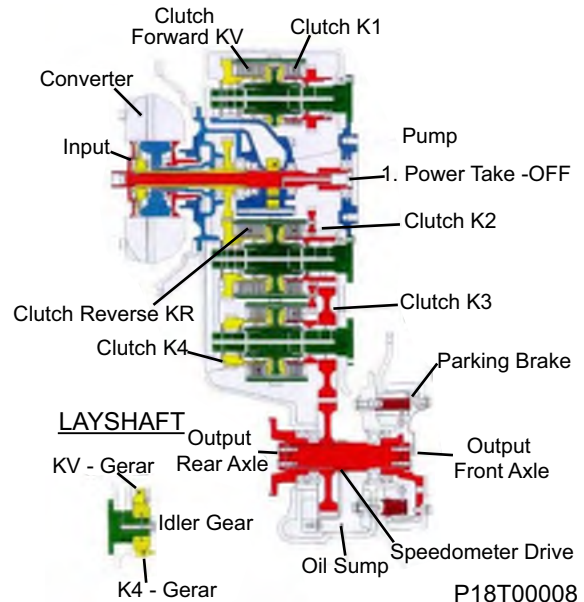 Clutch
Forward KV
Clutch K1
Converter
Input
Pump
1. Power Take -OFF
Clutch K2
Clutch Reverse KR
Clutch K3
Clutch K4
Parking Brake
LAYSHAFT
Output
Rear Axle
Output
Front Axle
KV - Gerar
Idler Gear
K4 - Gerar
Oil Sump
Speedometer Drive
P18T00008